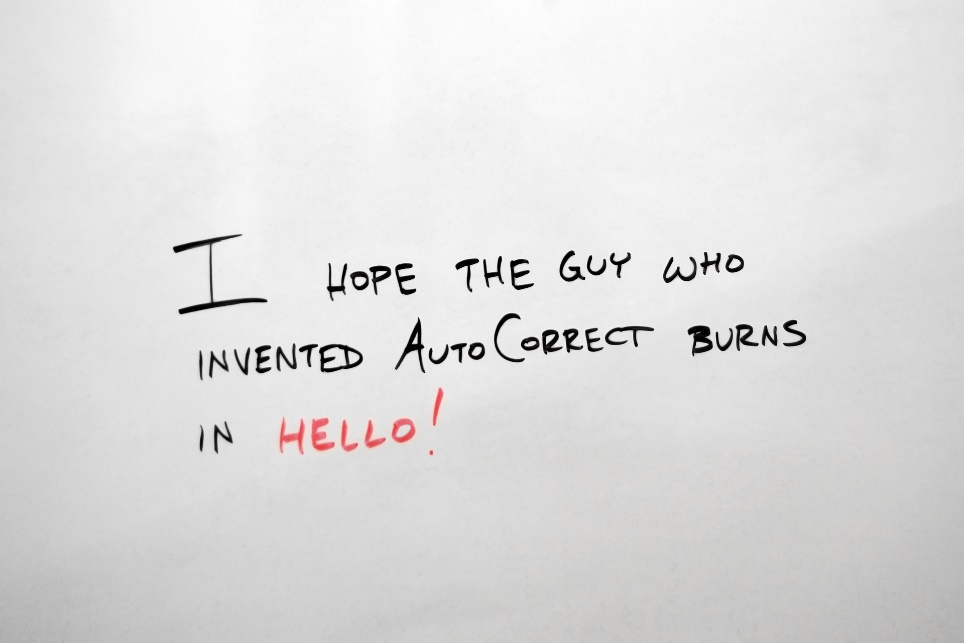 I HOPE THE GUY WHO
INVENTED AUTOCORRECT BURNS
IN HELLO!